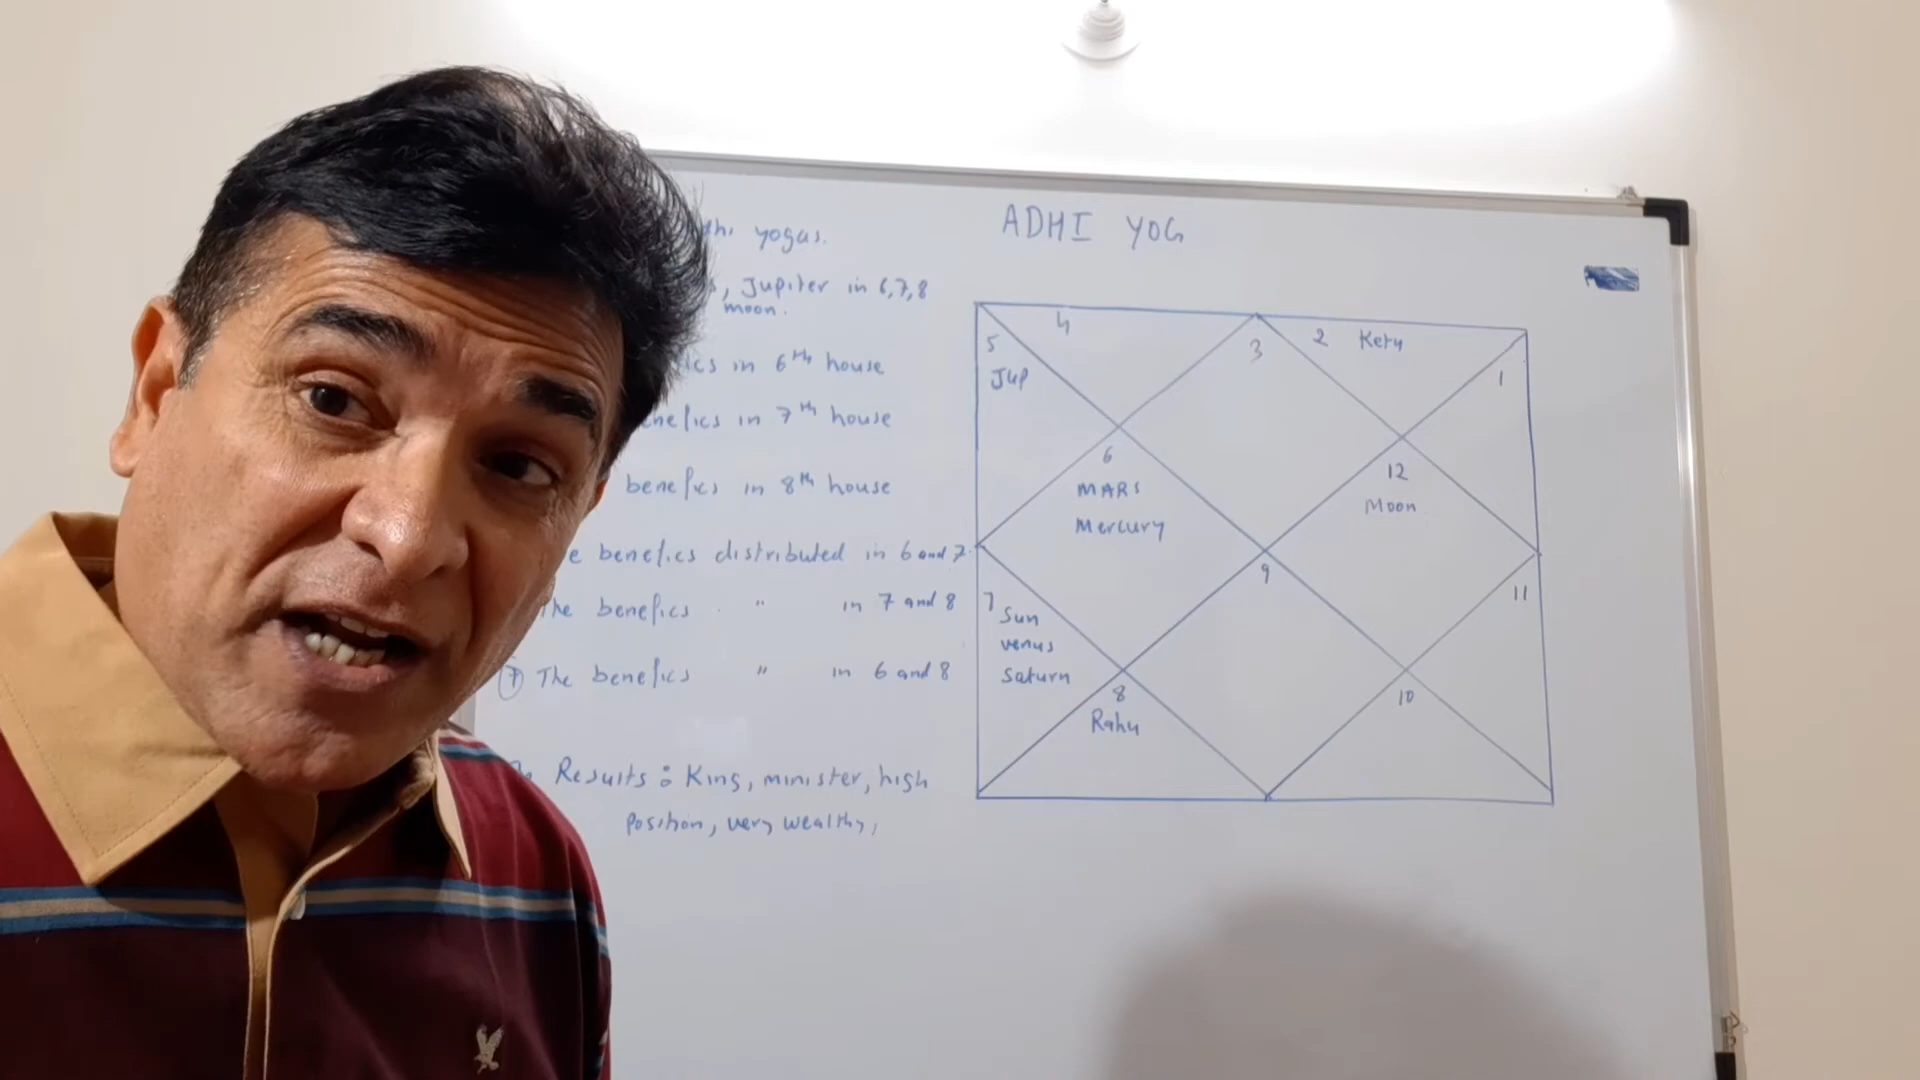 yogas.
, Jupiter in 6,7,8
moon.
in 6th house
in 7th house
benefics in 8th house
benefics distributed in 6 and 7
The benefics " in 7 and 8
7 The benefics " in 6 and 8
Results : King, minister, high
position, very wealthy,
ADHI YOG
4
5
Jup
3
2 Ketu
1
6
MARS
Mercury
12
Moon
9
11
7
Sun
venus
Saturn
8
Rahu
10